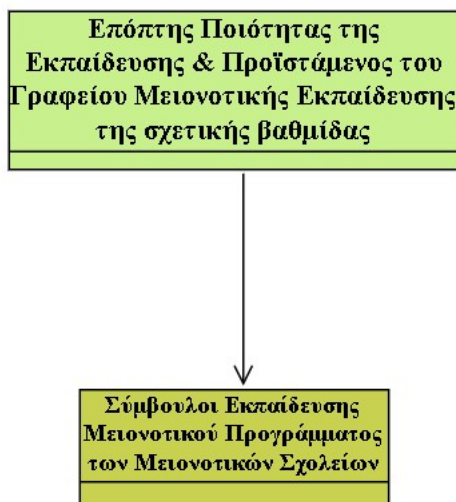 Επόπτης Ποιότητας της
Εκπαίδευσης & Προϊστάμενος του
Γραφείου Μειονοτικής Εκπαίδευσης
της σχετικής βαθμίδας
Σύμβουλοι Εκπαίδευσης
Μειονοτικού Προγράμματος
των Μειονοτικών Σχολείων